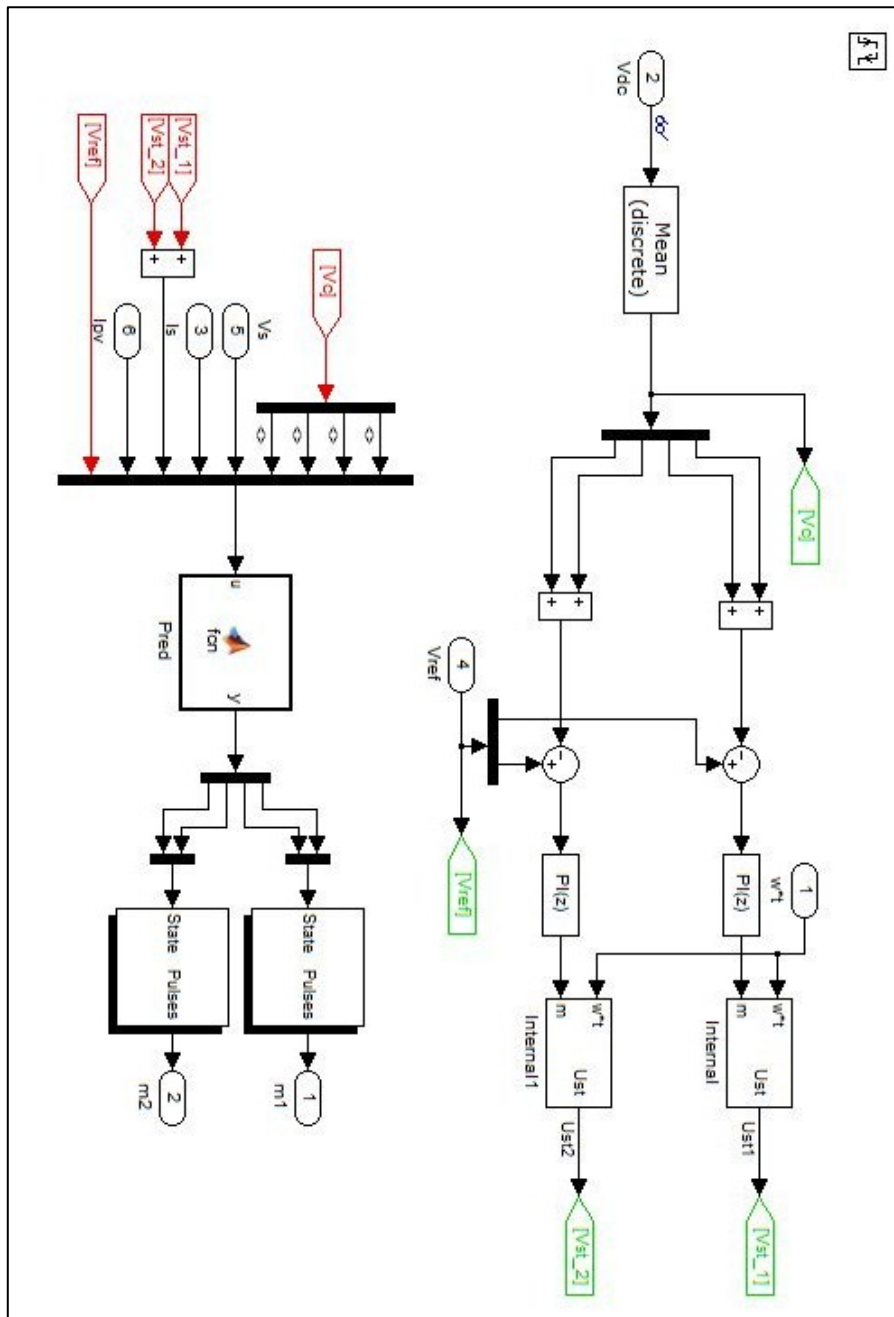 [Vc]
1
w*t
w*t
m
Ust
Internal
Ust1
[Vst_1]
+
+
−
+
PI(z)
2
Vdc
Mean
(discrete)
+
+
−
+
PI(z)
w*t
m
Ust
Internal1
Ust2
[Vst_2]
4
Vref
[Vref]
[Vc]
<>
<>
<>
<>
5
Vs
3
Is
[Vst_1]
[Vst_2]
+
+
6
Ipv
[Vref]
u
fcn
y
Pred
State Pulses
1
m1
State Pulses
2
m2